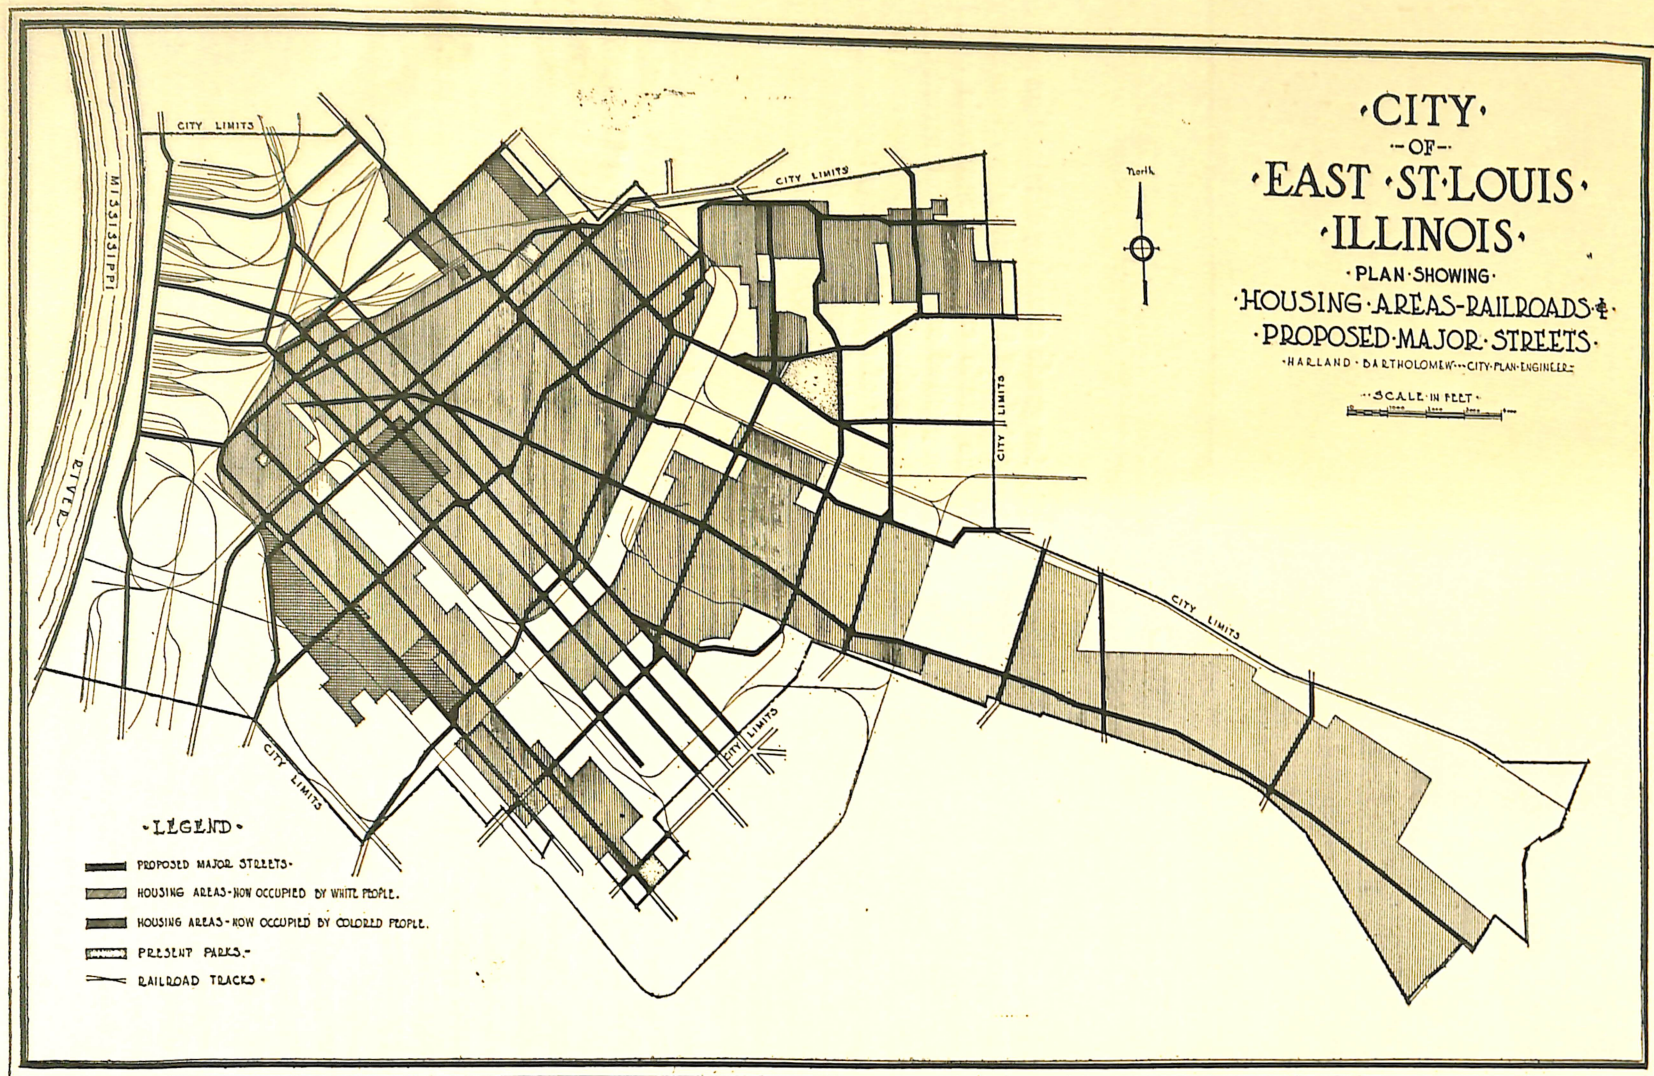 ·CITY·
-OF-
·EAST·ST·LOUIS·
·ILLINOIS·
·PLAN·SHOWING·
·HOUSING·AREAS-RAILROADS·&·
·PROPOSED·MAJOR·STREETS·
·HARLAND·BARTHOLOMEW---CITY·PLAN·ENGINEER-
·SCALE·IN FEET·
North
CITY LIMITS
CITY LIMITS
CITY LIMITS
CITY LIMITS
CITY LIMITS
CITY LIMITS
MISSISSIPPI
RIVER
·LEGEND·
PROPOSED MAJOR STREETS·
HOUSING AREAS-NOW OCCUPIED BY WHITE PEOPLE.
HOUSING AREAS-NOW OCCUPIED BY COLORED PEOPLE.
PRESENT PARKS.-
RAILROAD TRACKS·